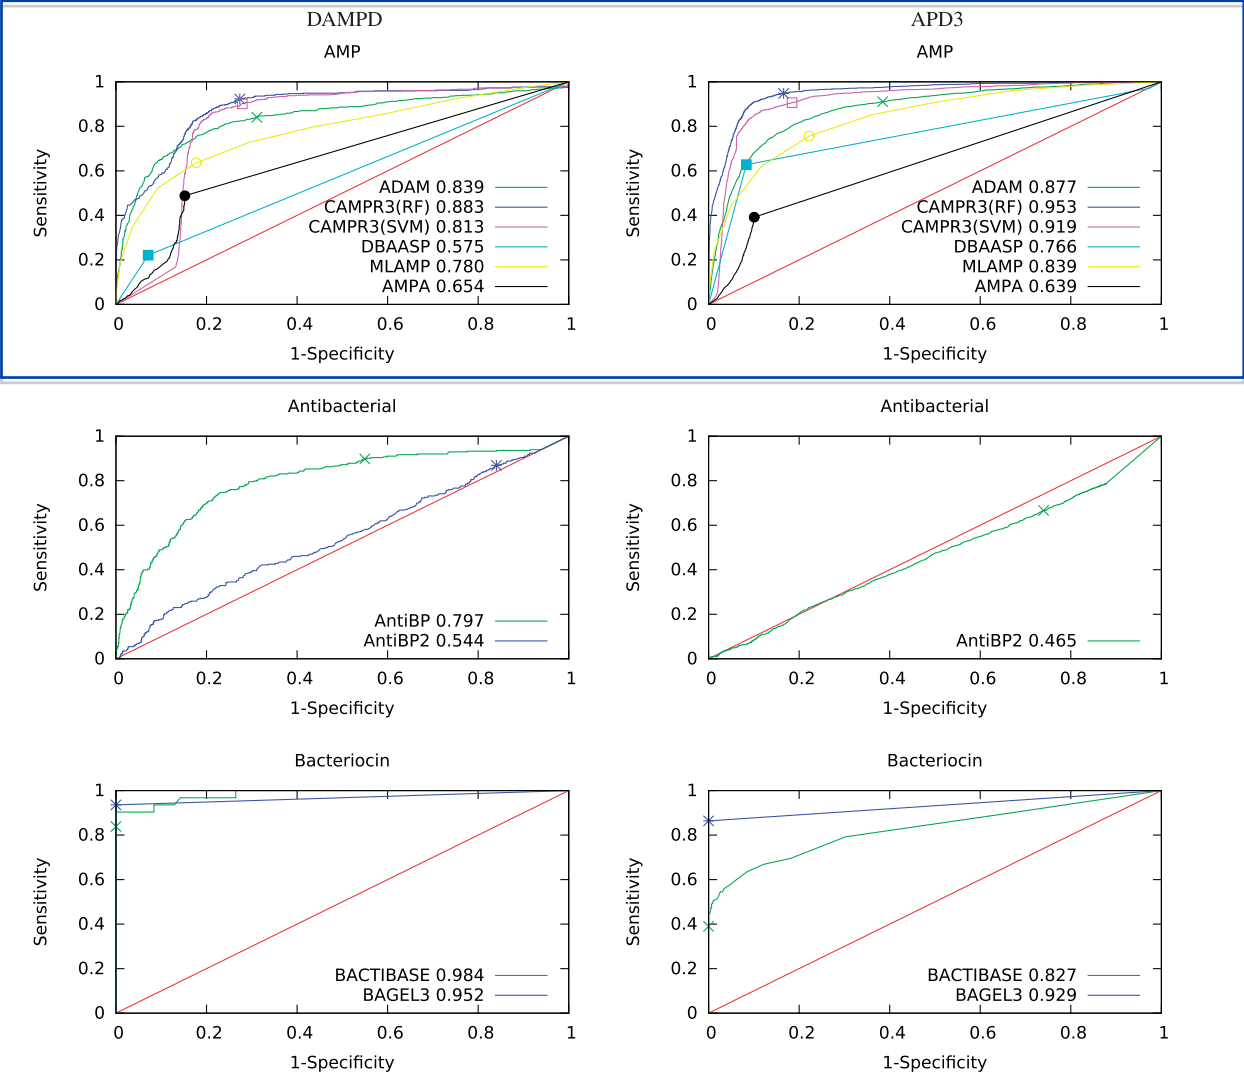 DAMPD
APD3
AMP
AMP
1
0.8
0.6
0.4
0.2
0
Sensitivity
ADAM 0.839
CAMPR3(RF) 0.883
CAMPR3(SVM) 0.813
DBAASP 0.575
MLAMP 0.780
AMPA 0.654
0 0.2 0.4 0.6 0.8 1
1-Specificity
1
0.8
0.6
0.4
0.2
0
Sensitivity
ADAM 0.877
CAMPR3(RF) 0.953
CAMPR3(SVM) 0.919
DBAASP 0.766
MLAMP 0.839
AMPA 0.639
0 0.2 0.4 0.6 0.8 1
1-Specificity
Antibacterial
1
0.8
0.6
0.4
0.2
0
Sensitivity
AntiBP 0.797
AntiBP2 0.544
0 0.2 0.4 0.6 0.8 1
1-Specificity
Antibacterial
1
0.8
0.6
0.4
0.2
0
Sensitivity
AntiBP2 0.465
0 0.2 0.4 0.6 0.8 1
1-Specificity
Bacteriocin
1
0.8
0.6
0.4
0.2
0
Sensitivity
BACTIBASE 0.984
BAGEL3 0.952
0 0.2 0.4 0.6 0.8 1
1-Specificity
Bacteriocin
1
0.8
0.6
0.4
0.2
0
Sensitivity
BACTIBASE 0.827
BAGEL3 0.929
0 0.2 0.4 0.6 0.8 1
1-Specificity